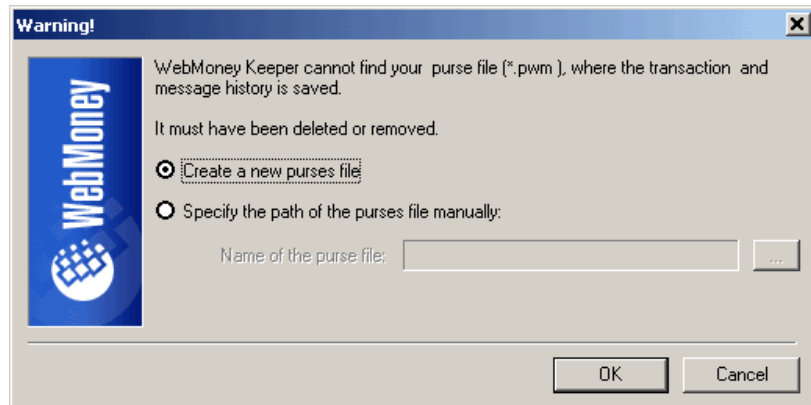 Warning!
WebMoney
WebMoney Keeper cannot find your purse file (*.pwm ), where the transaction and
message history is saved.
It must have been deleted or removed.
Create a new purses file
Specify the path of the purses file manually:
Name of the purse file:
...
OK
Cancel